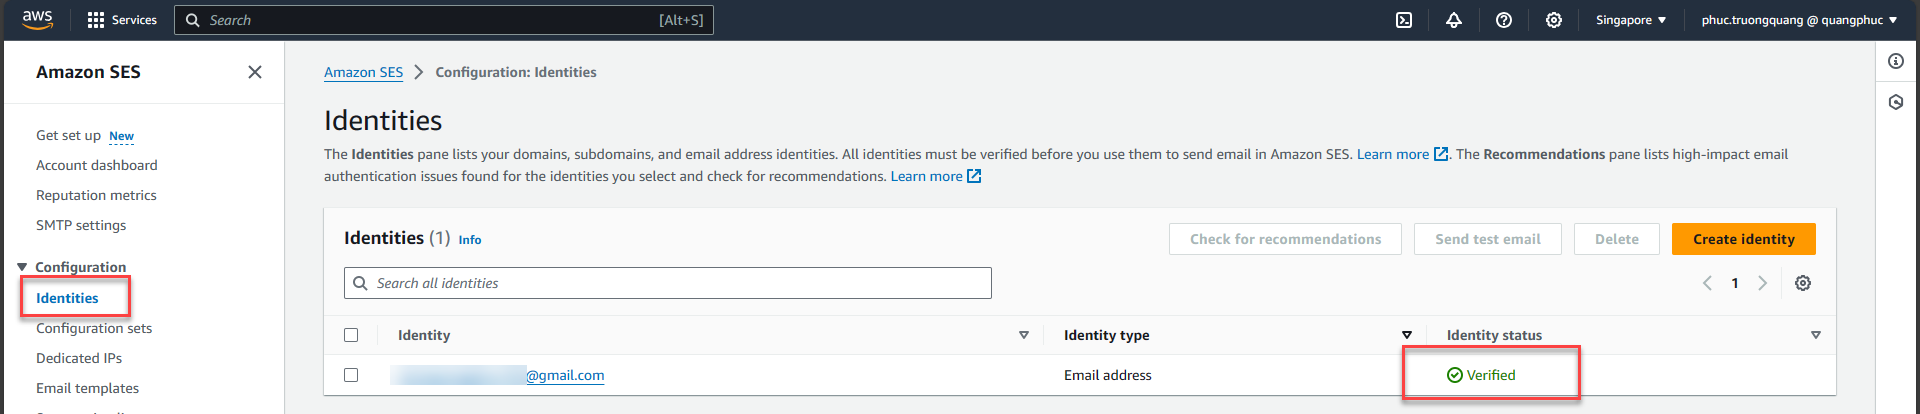 aws Services Search [Alt+S] Singapore phuc.truongquang @ quangphuc
Amazon SES
Get set up New
Account dashboard
Reputation metrics
SMTP settings
Configuration
Identities
Configuration sets
Dedicated IPs
Email templates
Amazon SES Configuration: Identities
Identities
The Identities pane lists your domains, subdomains, and email address identities. All identities must be verified before you use them to send email in Amazon SES. Learn more. The Recommendations pane lists high-impact email
authentication issues found for the identities you select and check for recommendations. Learn more
Identities (1) Info Check for recommendations Send test email Delete Create identity
Search all identities 1
Identity Identity type Identity status
@gmail.com Email address Verified